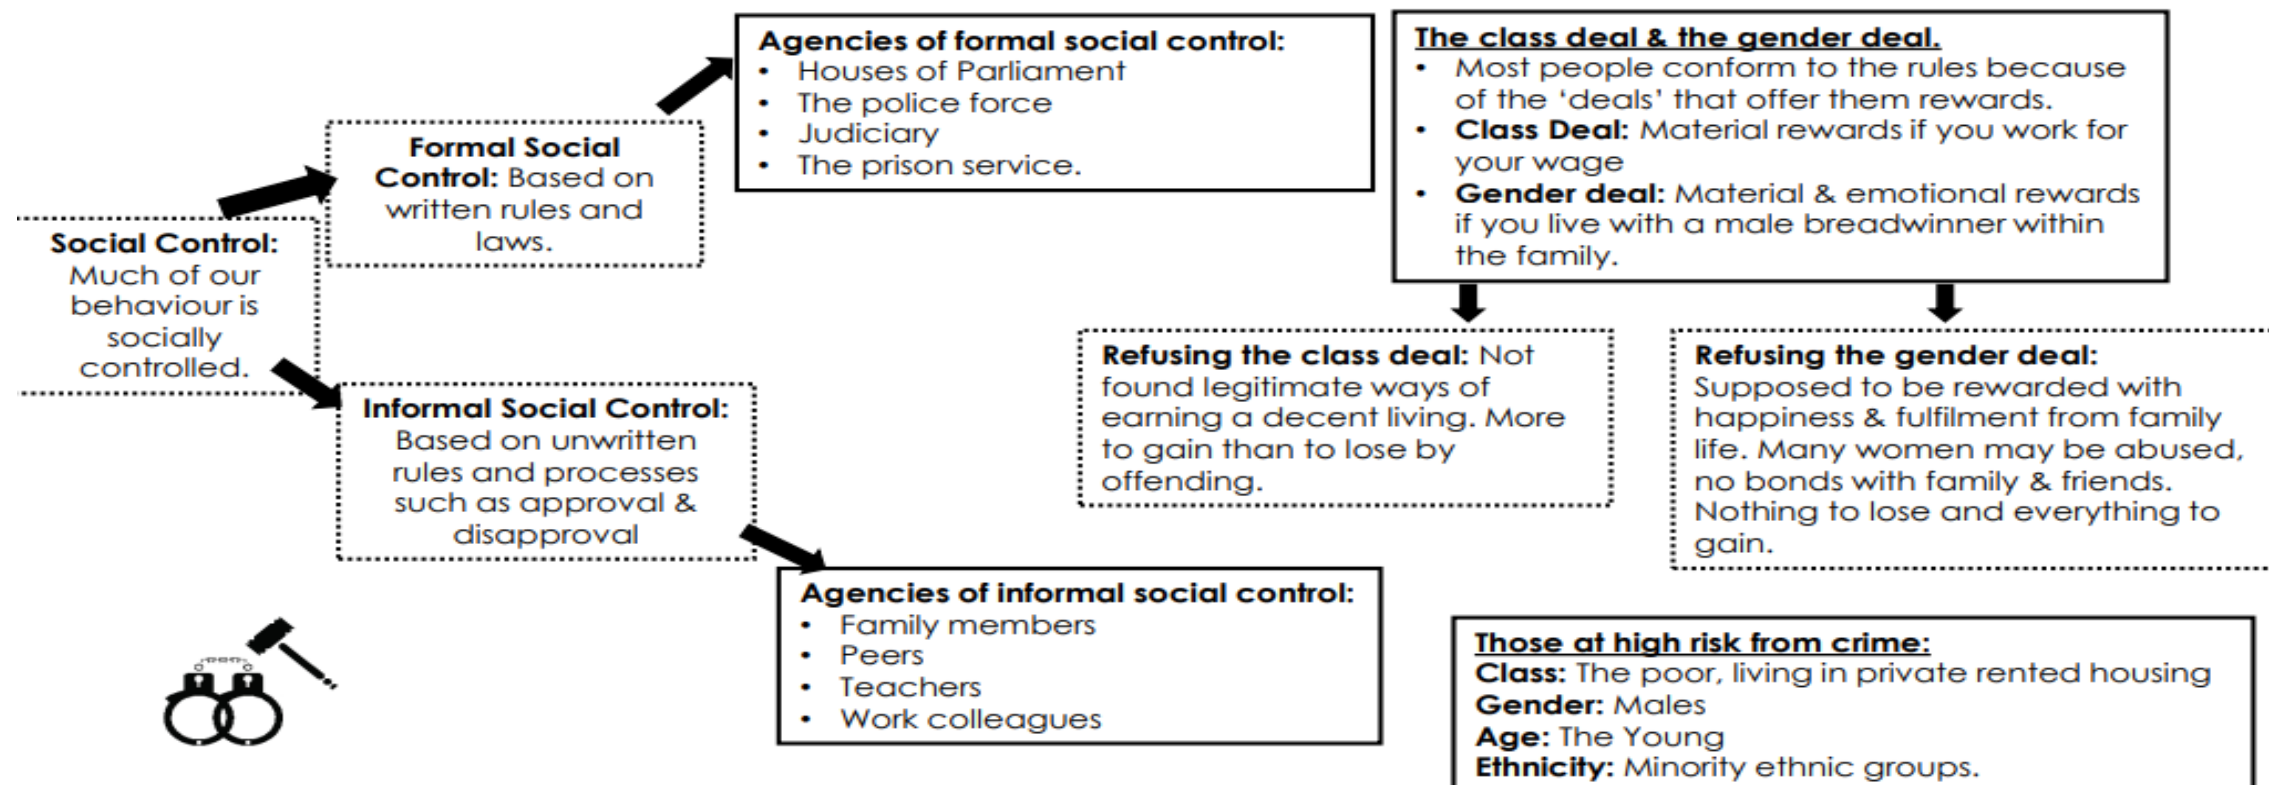 Social Control:
Much of our
behaviour is
socially
controlled.
Formal Social
Control: Based on
written rules and
laws.
Agencies of formal social control:
• Houses of Parliament
• The police force
• Judiciary
• The prison service.
Informal Social Control:
Based on unwritten
rules and processes
such as approval &
disapproval
Agencies of informal social control:
• Family members
• Peers
• Teachers
• Work colleagues
The class deal & the gender deal.
• Most people conform to the rules because
of the ‘deals’ that offer them rewards.
• Class Deal: Material rewards if you work for
your wage
• Gender deal: Material & emotional rewards
if you live with a male breadwinner within
the family.
Refusing the class deal: Not
found legitimate ways of
earning a decent living. More
to gain than to lose by
offending.
Refusing the gender deal:
Supposed to be rewarded with
happiness & fulfilment from family
life. Many women may be abused,
no bonds with family & friends.
Nothing to lose and everything to
gain.
Those at high risk from crime:
Class: The poor, living in private rented housing
Gender: Males
Age: The Young
Ethnicity: Minority ethnic groups.